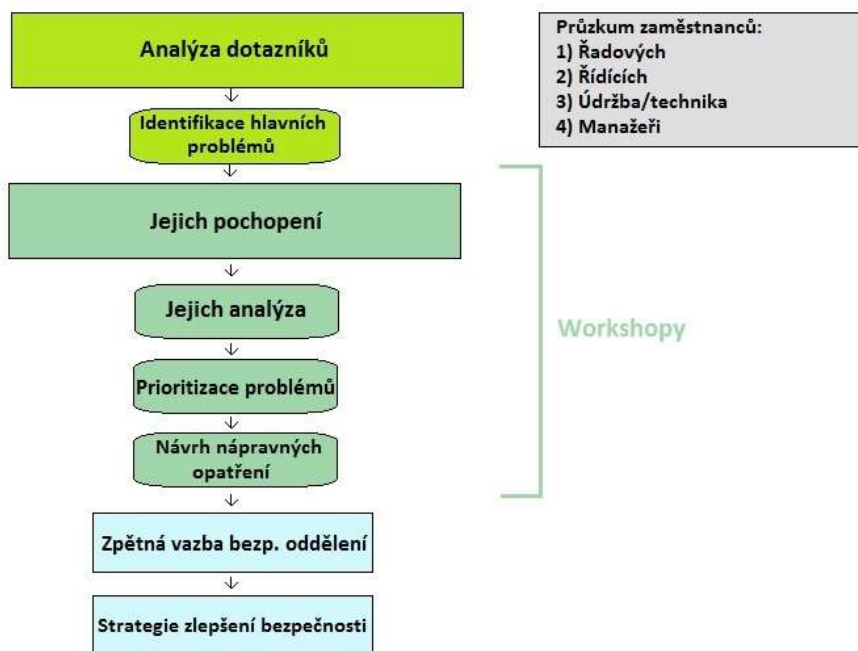 Analýza dotazníků
Identifikace hlavních
problémů
Jejich pochopení
Jejich analýza
Prioritizace problémů
Návrh nápravných
opatření
Zpětná vazba bezp. oddělení
Strategie zlepšení bezpečnosti
Průzkum zaměstnanců:
1) Řadových
2) Řídících
3) Údržba/technika
4) Manažeři
Workshopy